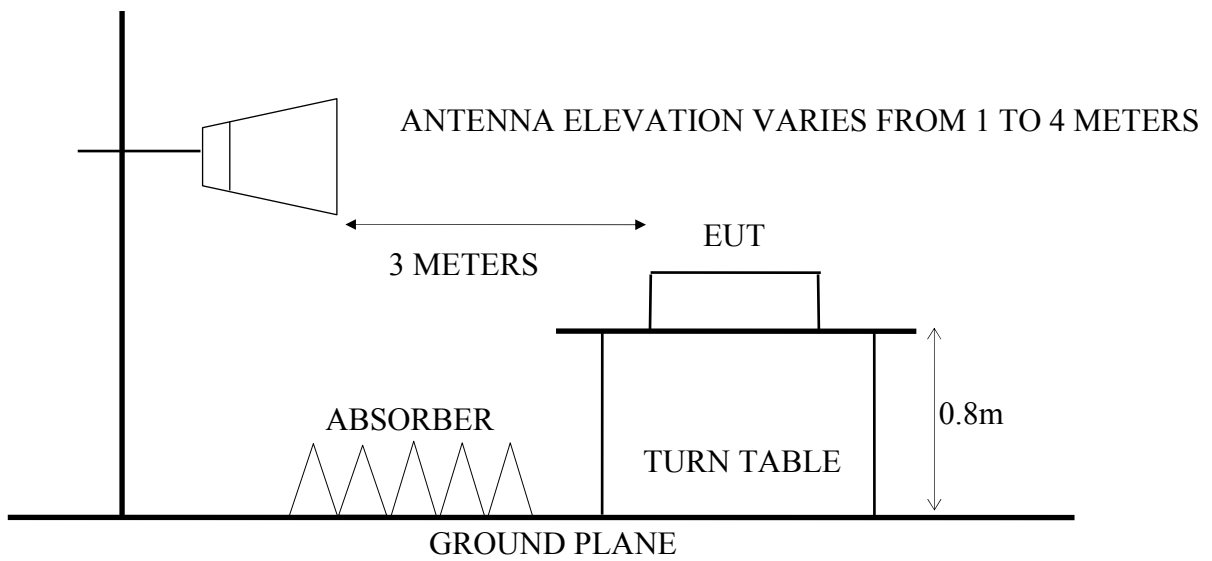 ANTENNA ELEVATION VARIES FROM 1 TO 4 METERS
EUT
3 METERS
0.8m
ABSORBER
TURN TABLE
GROUND PLANE